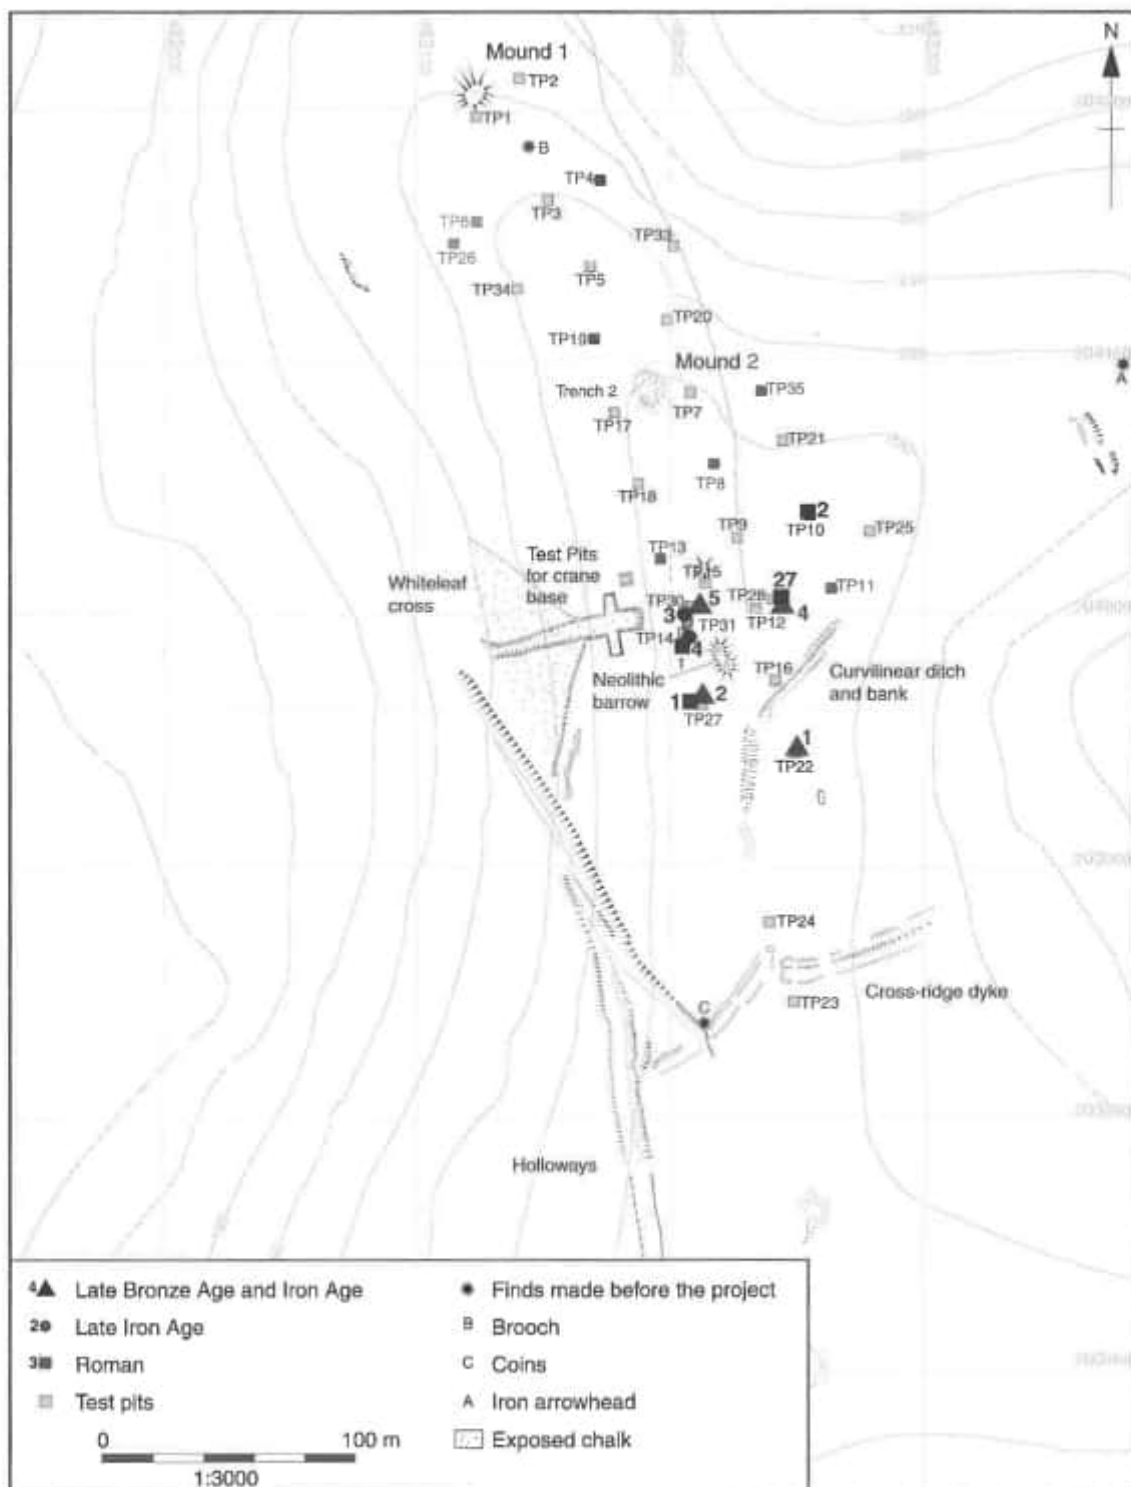 N
Mound 1
TP2
TP1
B
TP4
TP3
TP6
TP26
TP33
TP5
TP34
TP20
TP19
Mound 2
A
Trench 2
TP35
TP7
TP17
TP21
TP8
TP18
2
TP10
TP25
TP9
TP13
Test Pits
for crane
base
TP15
Whiteleaf
cross
27
TP28
TP11
TP30
5
4
3
TP12
TP31
TP14
4
1
TP16
Curvilinear ditch
and bank
Neolithic
barrow
2
1
TP27
1
TP22
TP24
Cross-ridge dyke
TP23
C
Holloways
4 Late Bronze Age and Iron Age
2 Late Iron Age
3 Roman
Test pits
0 100 m
1:3000
Finds made before the project
B Brooch
C Coins
A Iron arrowhead
Exposed chalk